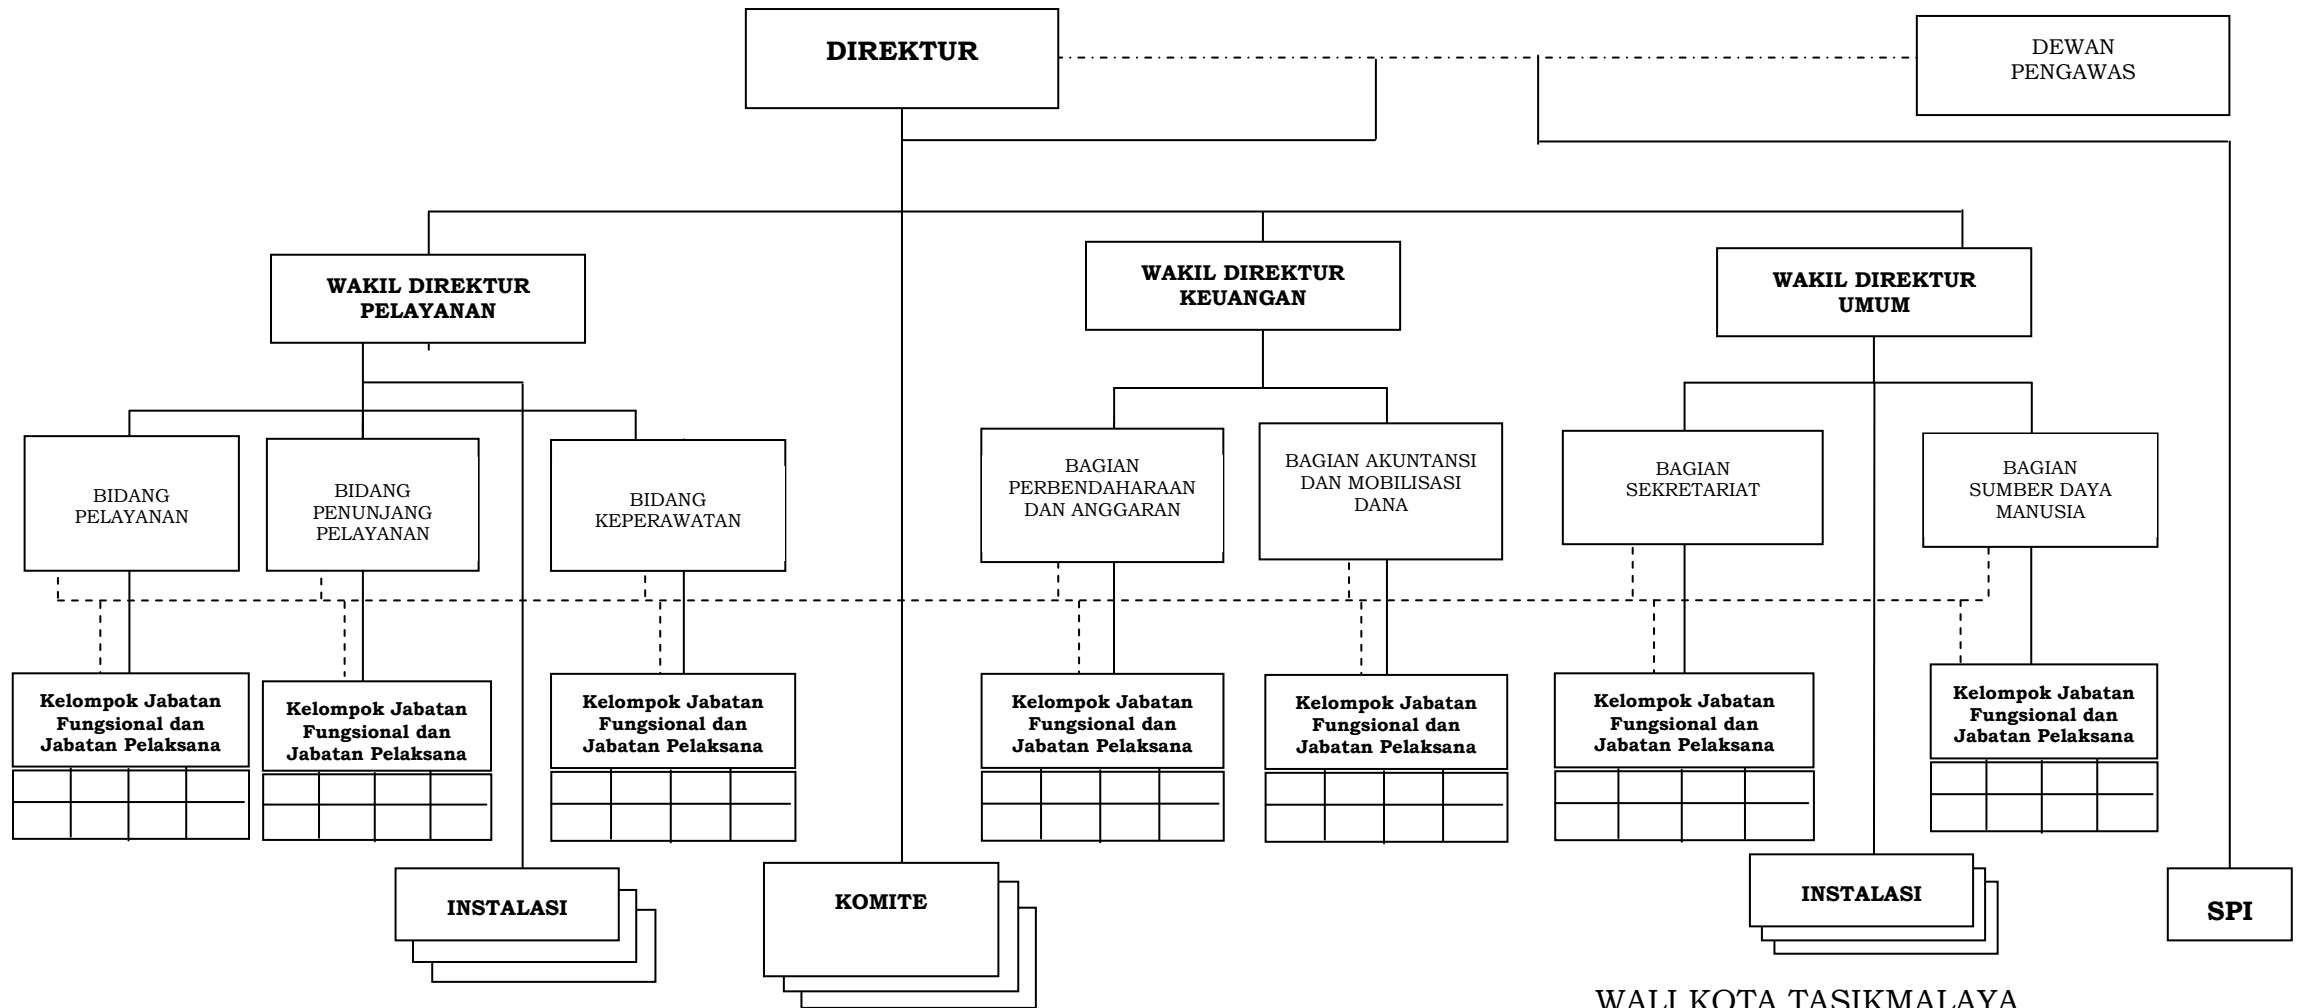 DIREKTUR
DEWAN
PENGAWAS
WAKIL DIREKTUR
PELAYANAN
WAKIL DIREKTUR
KEUANGAN
WAKIL DIREKTUR
UMUM
BIDANG
PELAYANAN
BIDANG
PENUNJANG
PELAYANAN
BIDANG
KEPERAWATAN
BAGIAN
PERBENDAHARAAN
DAN ANGGARAN
BAGIAN AKUNTANSI
DAN MOBILISASI
DANA
BAGIAN
SEKRETARIAT
BAGIAN
SUMBER DAYA
MANUSIA
Kelompok Jabatan
Fungsional dan
Jabatan Pelaksana
Kelompok Jabatan
Fungsional dan
Jabatan Pelaksana
Kelompok Jabatan
Fungsional dan
Jabatan Pelaksana
Kelompok Jabatan
Fungsional dan
Jabatan Pelaksana
Kelompok Jabatan
Fungsional dan
Jabatan Pelaksana
Kelompok Jabatan
Fungsional dan
Jabatan Pelaksana
Kelompok Jabatan
Fungsional dan
Jabatan Pelaksana
INSTALASI
KOMITE
INSTALASI
SPI
WALI KOTA TASIKMALAYA